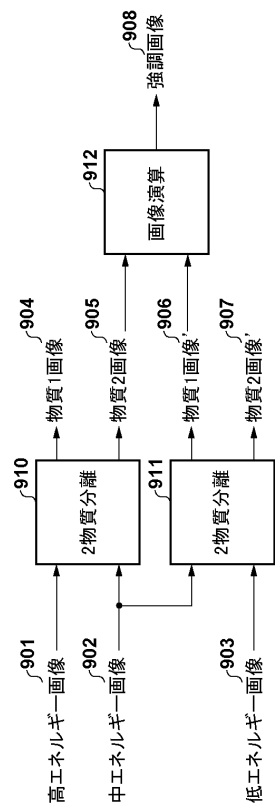 901
高エネルギー画像
902
中エネルギー画像
903
低エネルギー画像
910
2物質分離
911
2物質分離
904
物質1画像
905
物質2画像
906
物質1画像'
907
物質2画像'
912
画像演算
908
強調画像